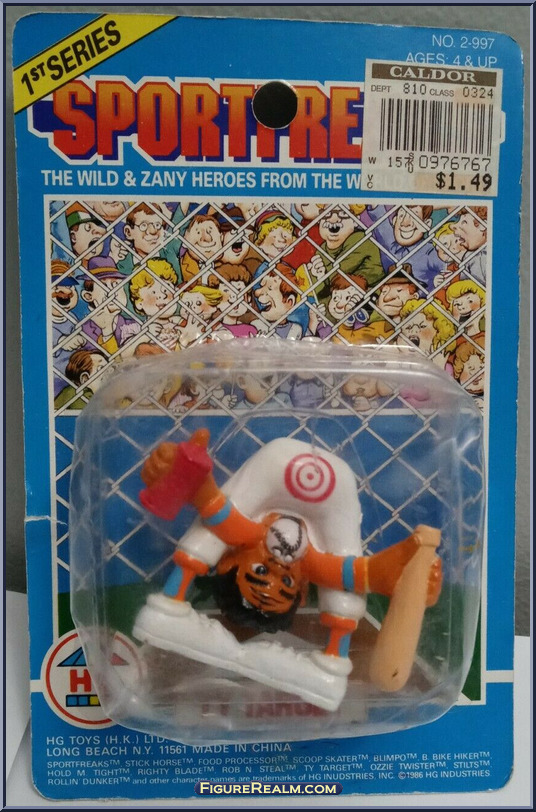 1ST SERIES
NO. 2-997
AGES: 4 & UP
SPORTFRE
CALDOR
DEPT 810 CLASS 0324
W 157 0976767
$1.49
THE WILD & ZANY HEROES FROM THE W
TY TARGE
H
HG TOYS (H.K.) LTD.
LONG BEACH N.Y. 11561 MADE IN CHINA
SPORTFREAKS™, STICK HORSE™, FOOD PROCESSOR™, SCOOP SKATER™, BLIMPO™, B. BIKE HIKER™,
HOLD M. TIGHT™, RIGHTY BLADE™, ROB N. STEAL™, TY TARGET™, OZZIE TWISTER™, STILTS™,
ROLLIN' DUNKER™ and other character names are trademarks of HG INDUSTRIES, INC. ©1986 HG INDUSTRIES.
FIGUREREALM.COM